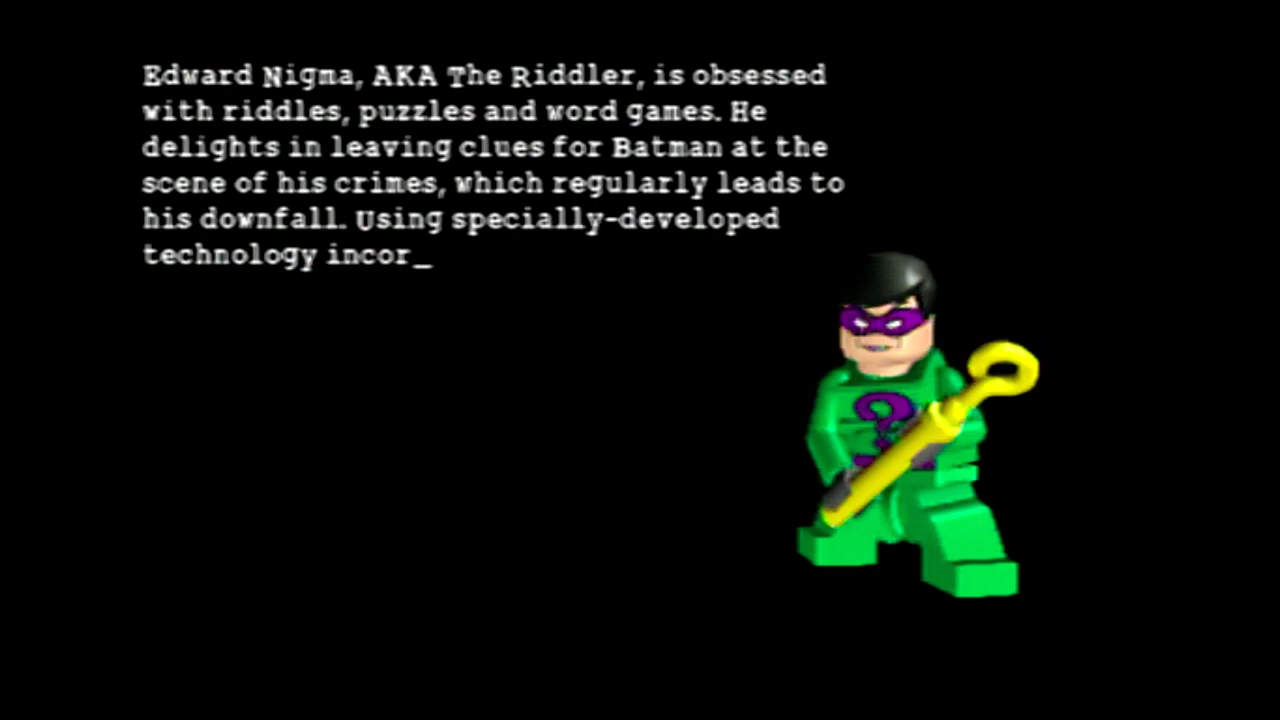 Edward Nigma, AKA The Riddler, is obsessed
with riddles, puzzles and word games. He
delights in leaving clues for Batman at the
scene of his crimes, which regularly leads to
his downfall. Using specially-developed
technology incor_
?